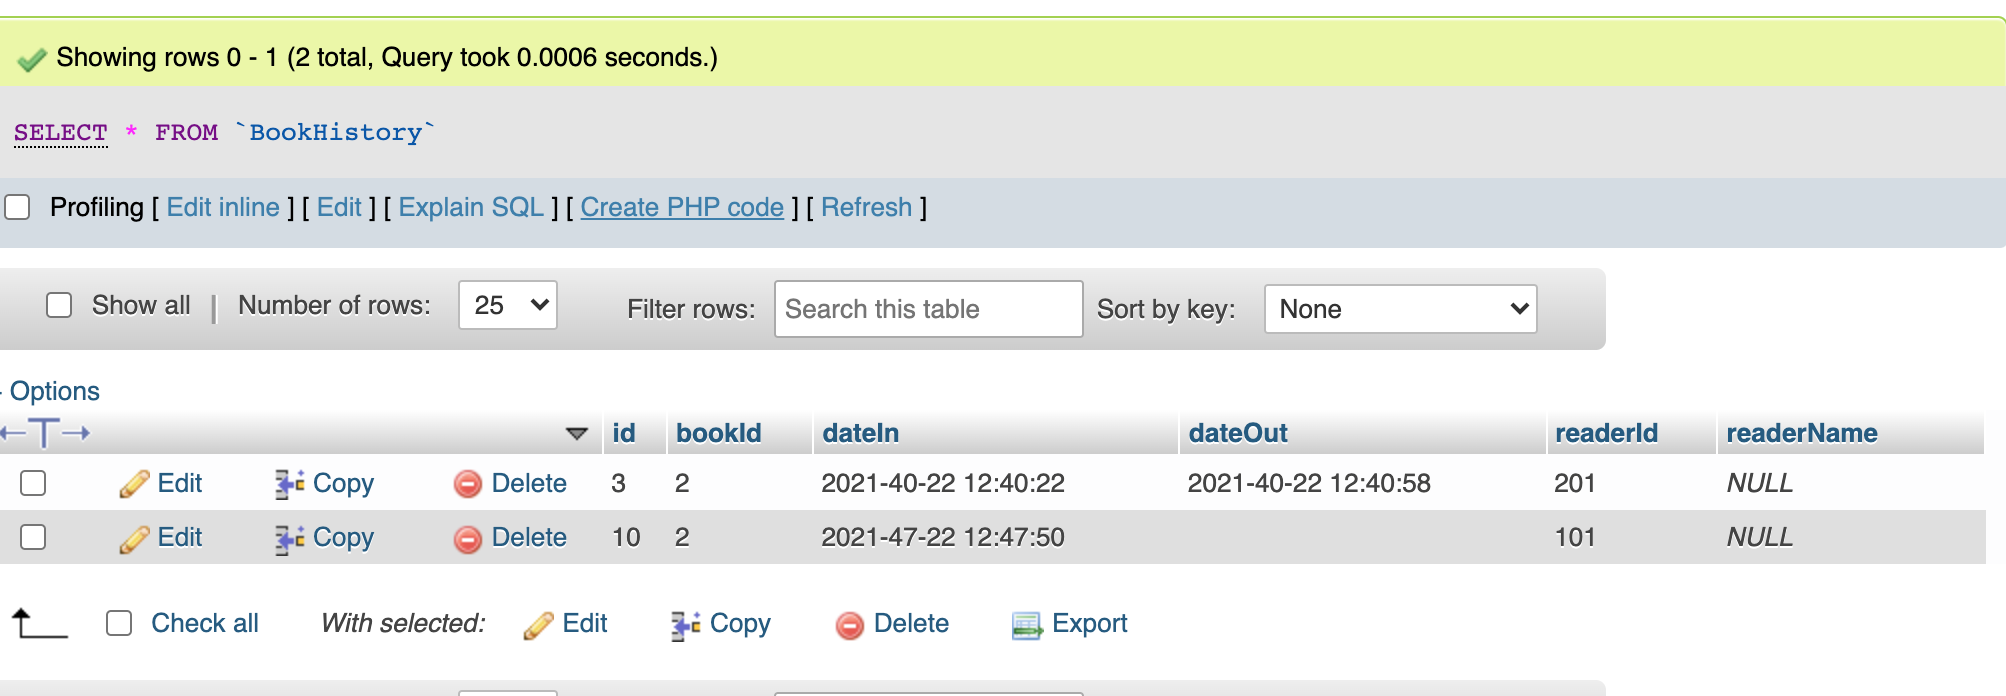 Showing rows 0 - 1 (2 total, Query took 0.0006 seconds.)
SELECT * FROM `BookHistory`
Profiling [ Edit inline ] [ Edit ] [ Explain SQL ] [ Create PHP code ] [ Refresh ]
Show all | Number of rows: 25 Filter rows: Search this table Sort by key: None
Options
id bookId dateIn dateOut readerId readerName
Edit Copy Delete 3 2 2021-40-22 12:40:22 2021-40-22 12:40:58 201 NULL
Edit Copy Delete 10 2 2021-47-22 12:47:50 101 NULL
Check all With selected: Edit Copy Delete Export